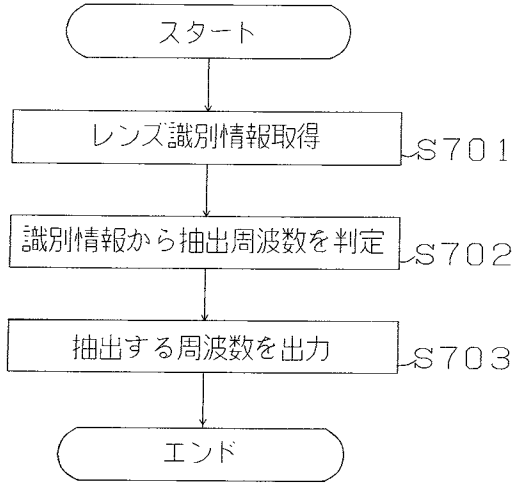 スタート
レンズ識別情報取得
S701
識別情報から抽出周波数を判定
S702
抽出する周波数を出力
S703
エンド